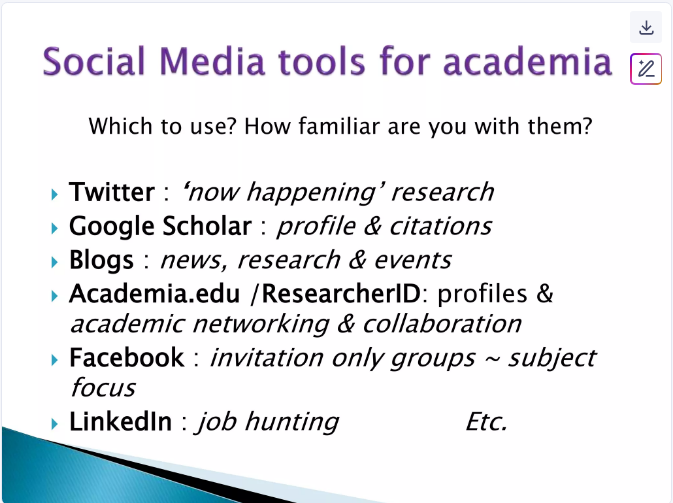 Social Media tools for academia
Which to use? How familiar are you with them?
Twitter : ‘now happening’ research
Google Scholar : profile & citations
Blogs : news, research & events
Academia.edu /ResearcherID: profiles &
academic networking & collaboration
Facebook : invitation only groups ~ subject
focus
LinkedIn : job hunting Etc.